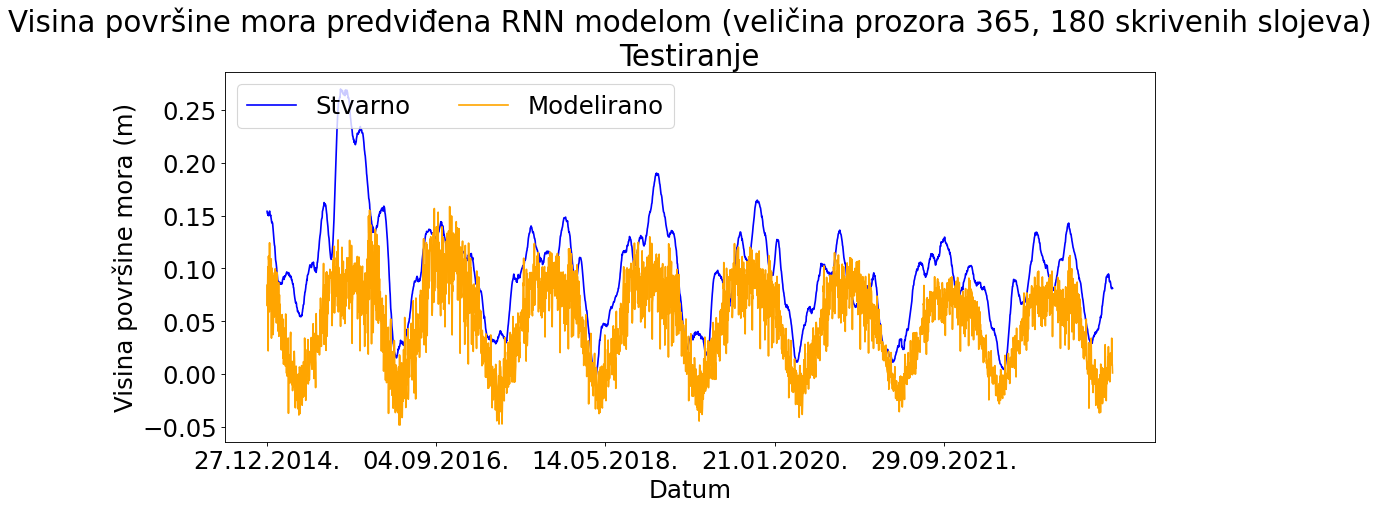 Visina površine mora predviđena RNN modelom (veličina prozora 365, 180 skrivenih slojeva)
Testiranje
Stvarno Modelirano
Visina površine mora (m)
0.25
0.20
0.15
0.10
0.05
0.00
−0.05
27.12.2014. 04.09.2016. 14.05.2018. 21.01.2020. 29.09.2021.
Datum